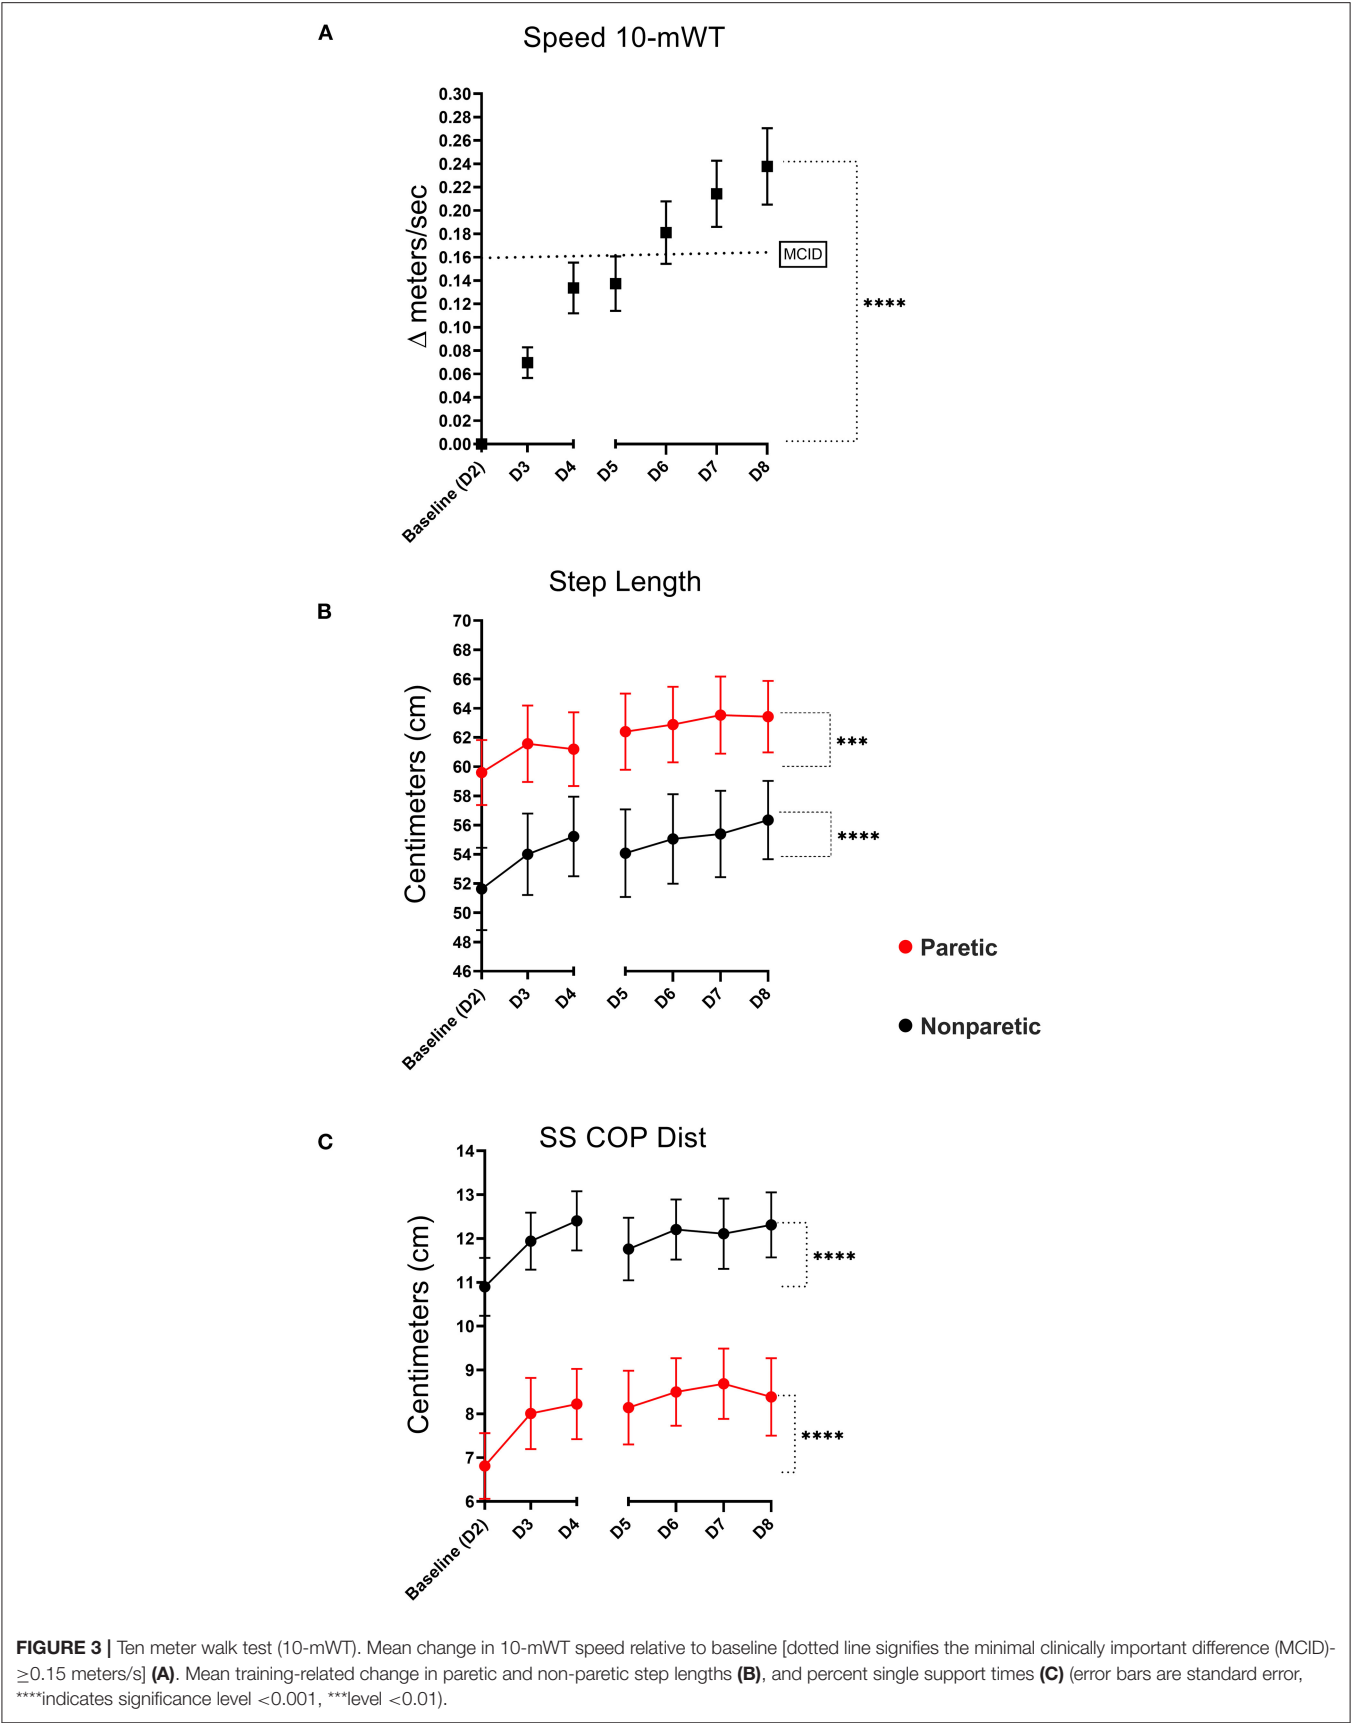 A
Speed 10-mWT
Δ meters/sec
0.30
0.28
0.26
0.24
0.22
0.20
0.18
0.16
0.14
0.12
0.10
0.08
0.06
0.04
0.02
0.00
MCID
****
Baseline (D2)
D3
D4
D5
D6
D7
D8
B
Step Length
Centimeters (cm)
70
68
66
64
62
60
58
56
54
52
50
48
46
***
****
Baseline (D2)
D3
D4
D5
D6
D7
D8
Paretic
Nonparetic
C
SS COP Dist
Centimeters (cm)
14
13
12
11
10
9
8
7
6
****
****
Baseline (D2)
D3
D4
D5
D6
D7
D8
FIGURE 3 | Ten meter walk test (10-mWT). Mean change in 10-mWT speed relative to baseline [dotted line signifies the minimal clinically important difference (MCID)-
≥0.15 meters/s] (A). Mean training-related change in paretic and non-paretic step lengths (B), and percent single support times (C) (error bars are standard error,
****indicates significance level <0.001, ***level <0.01).